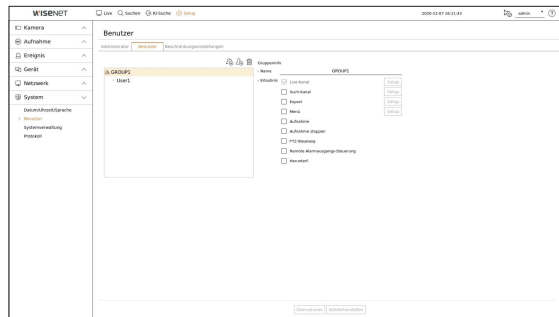 WISENET
Live Suchen KI-Suche Setup
2020-12-07 16:11:43
admin
Kamera
Aufnahme
Ereignis
Gerät
Netzwerk
System
Datum/Uhrzeit/Sprache
Benutzer
Systemverwaltung
Protokoll
Benutzer
Administrator Benutzer Beschränkungseinstellungen
GROUP1
User1
Gruppeninfo
- Name GROUP1
- Erlaubnis Live-Kanal Setup
Such-Kanal Setup
Export Setup
Menü Setup
Aufnahme
Aufnahme stoppen
PTZ-Steuerung
Remote Alarmausgangs-Steuerung
Herunterf.
Übernehmen Wiederherstellen